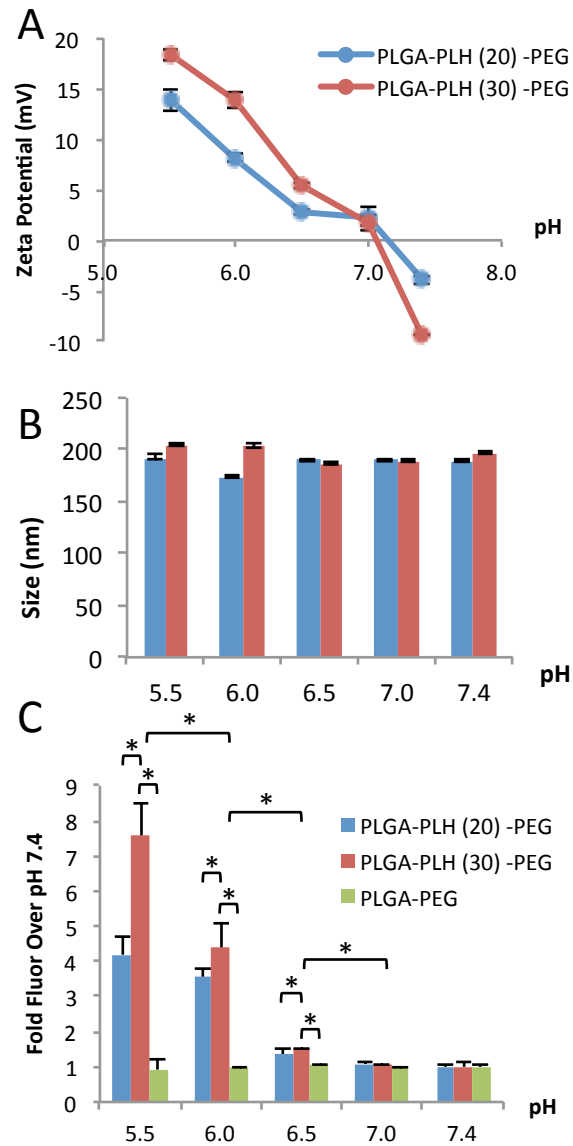 A
20
15
10
5
0
-5
-10
Zeta Potential (mV)
PLGA-PLH (20) -PEG
PLGA-PLH (30) -PEG
pH
5.0 6.0 7.0 8.0
B
250
200
150
100
50
0
Size (nm)
5.5 6.0 6.5 7.0 7.4
pH
C
9
8
7
6
5
4
3
2
1
0
Fold Fluor Over pH 7.4
* * * * * * * * *
PLGA-PLH (20) -PEG
PLGA-PLH (30) -PEG
PLGA-PEG
5.5 6.0 6.5 7.0 7.4
pH